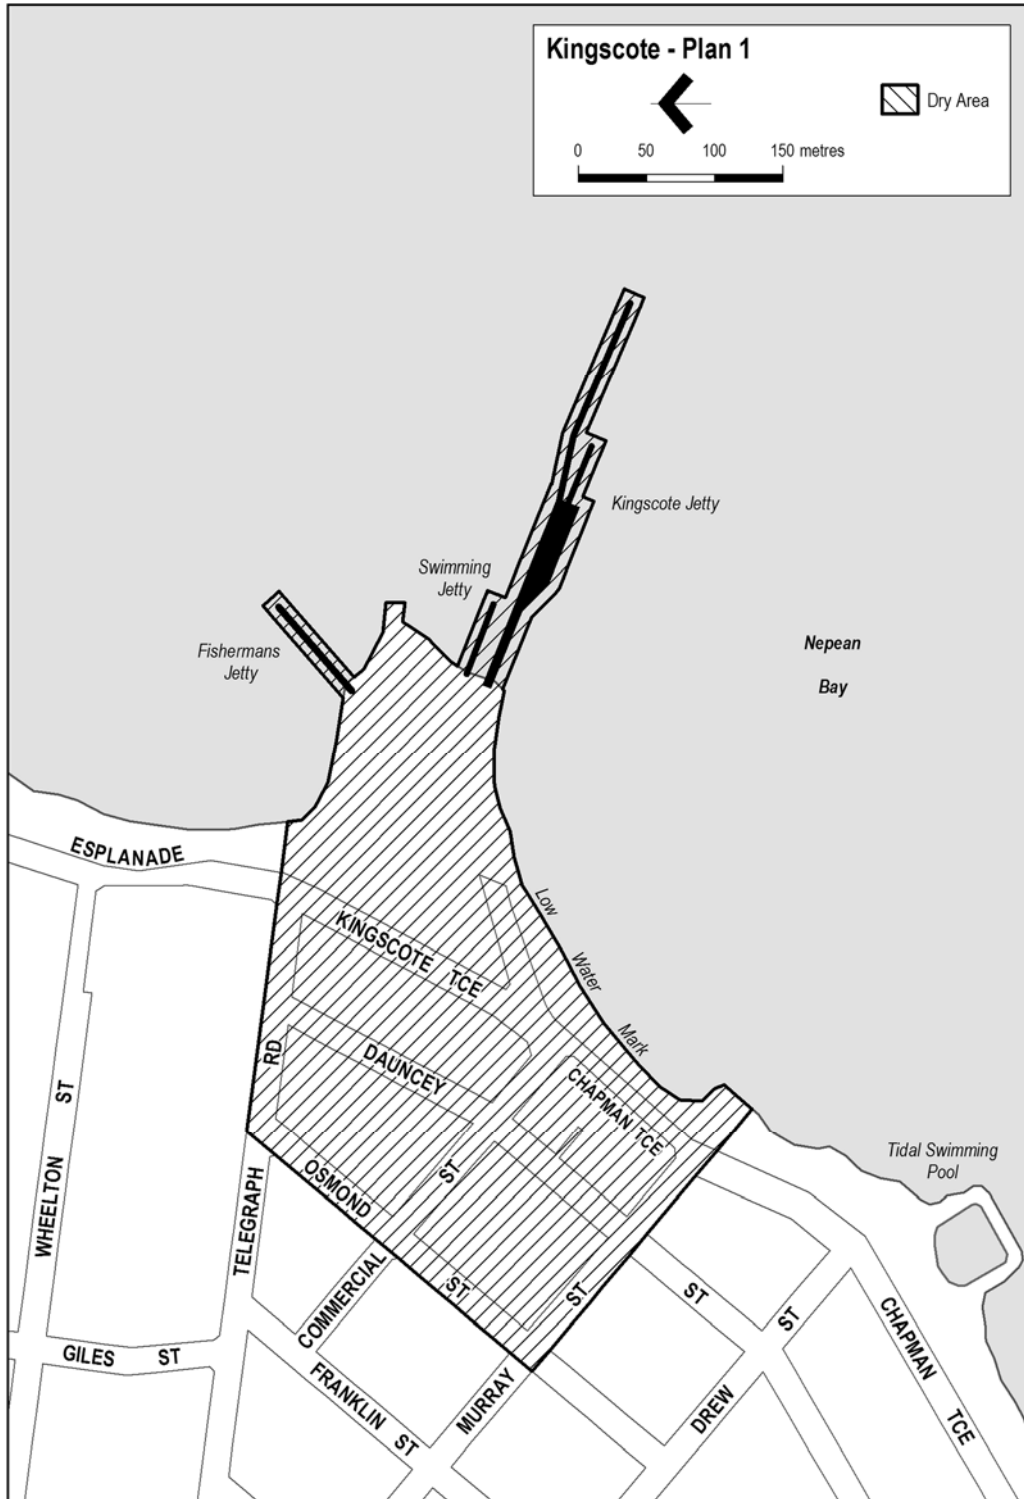 Kingscote - Plan 1
Dry Area
0 50 100 150 metres
Kingscote Jetty
Swimming
Jetty
Fishermans
Jetty
Nepean
Bay
ESPLANADE
KINGSCOTE TCE
Low
Water
Mark
RD
DAUNCEY
ST
CHAPMAN TCE
Tidal Swimming
Pool
WHEELTON ST
TELEGRAPH
OSMOND
ST
COMMERCIAL
ST
ST
GILES ST
FRANKLIN ST
MURRAY
DREW
ST
CHAPMAN TCE